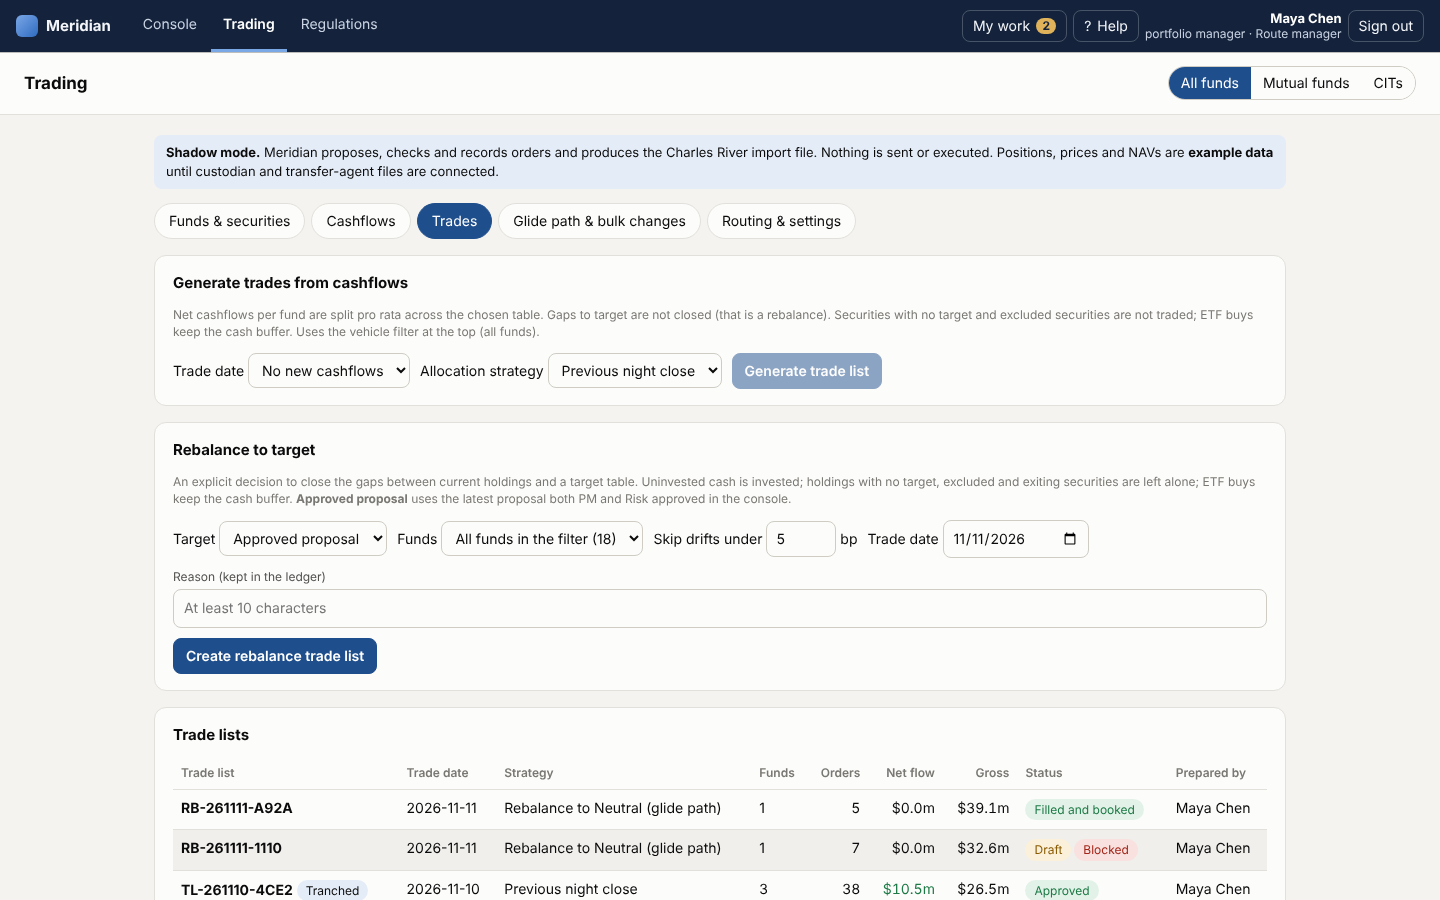 Meridian Console Trading Regulations My work 2 ? Help Maya Chen Sign out
portfolio manager · Route manager
Trading All funds Mutual funds CITs
Shadow mode. Meridian proposes, checks and records orders and produces the Charles River import file. Nothing is sent or executed. Positions, prices and NAVs are example data
until custodian and transfer-agent files are connected.
Funds & securities Cashflows Trades Glide path & bulk changes Routing & settings
Generate trades from cashflows
Net cashflows per fund are split pro rata across the chosen table. Gaps to target are not closed (that is a rebalance). Securities with no target and excluded securities are not traded; ETF buys
keep the cash buffer. Uses the vehicle filter at the top (all funds).
Trade date No new cashflows Allocation strategy Previous night close Generate trade list
Rebalance to target
An explicit decision to close the gaps between current holdings and a target table. Uninvested cash is invested; holdings with no target, excluded and exiting securities are left alone; ETF buys
keep the cash buffer. Approved proposal uses the latest proposal both PM and Risk approved in the console.
Target Approved proposal Funds All funds in the filter (18) Skip drifts under 5 bp Trade date 11/11/2026
Reason (kept in the ledger)
At least 10 characters
Create rebalance trade list
Trade lists
Trade list Trade date Strategy Funds Orders Net flow Gross Status Prepared by
RB-261111-A92A 2026-11-11 Rebalance to Neutral (glide path) 1 5 $0.0m $39.1m Filled and booked Maya Chen
RB-261111-1110 2026-11-11 Rebalance to Neutral (glide path) 1 7 $0.0m $32.6m Draft Blocked Maya Chen
TL-261110-4CE2 Tranched 2026-11-10 Previous night close 3 38 $10.5m $26.5m Approved Maya Chen